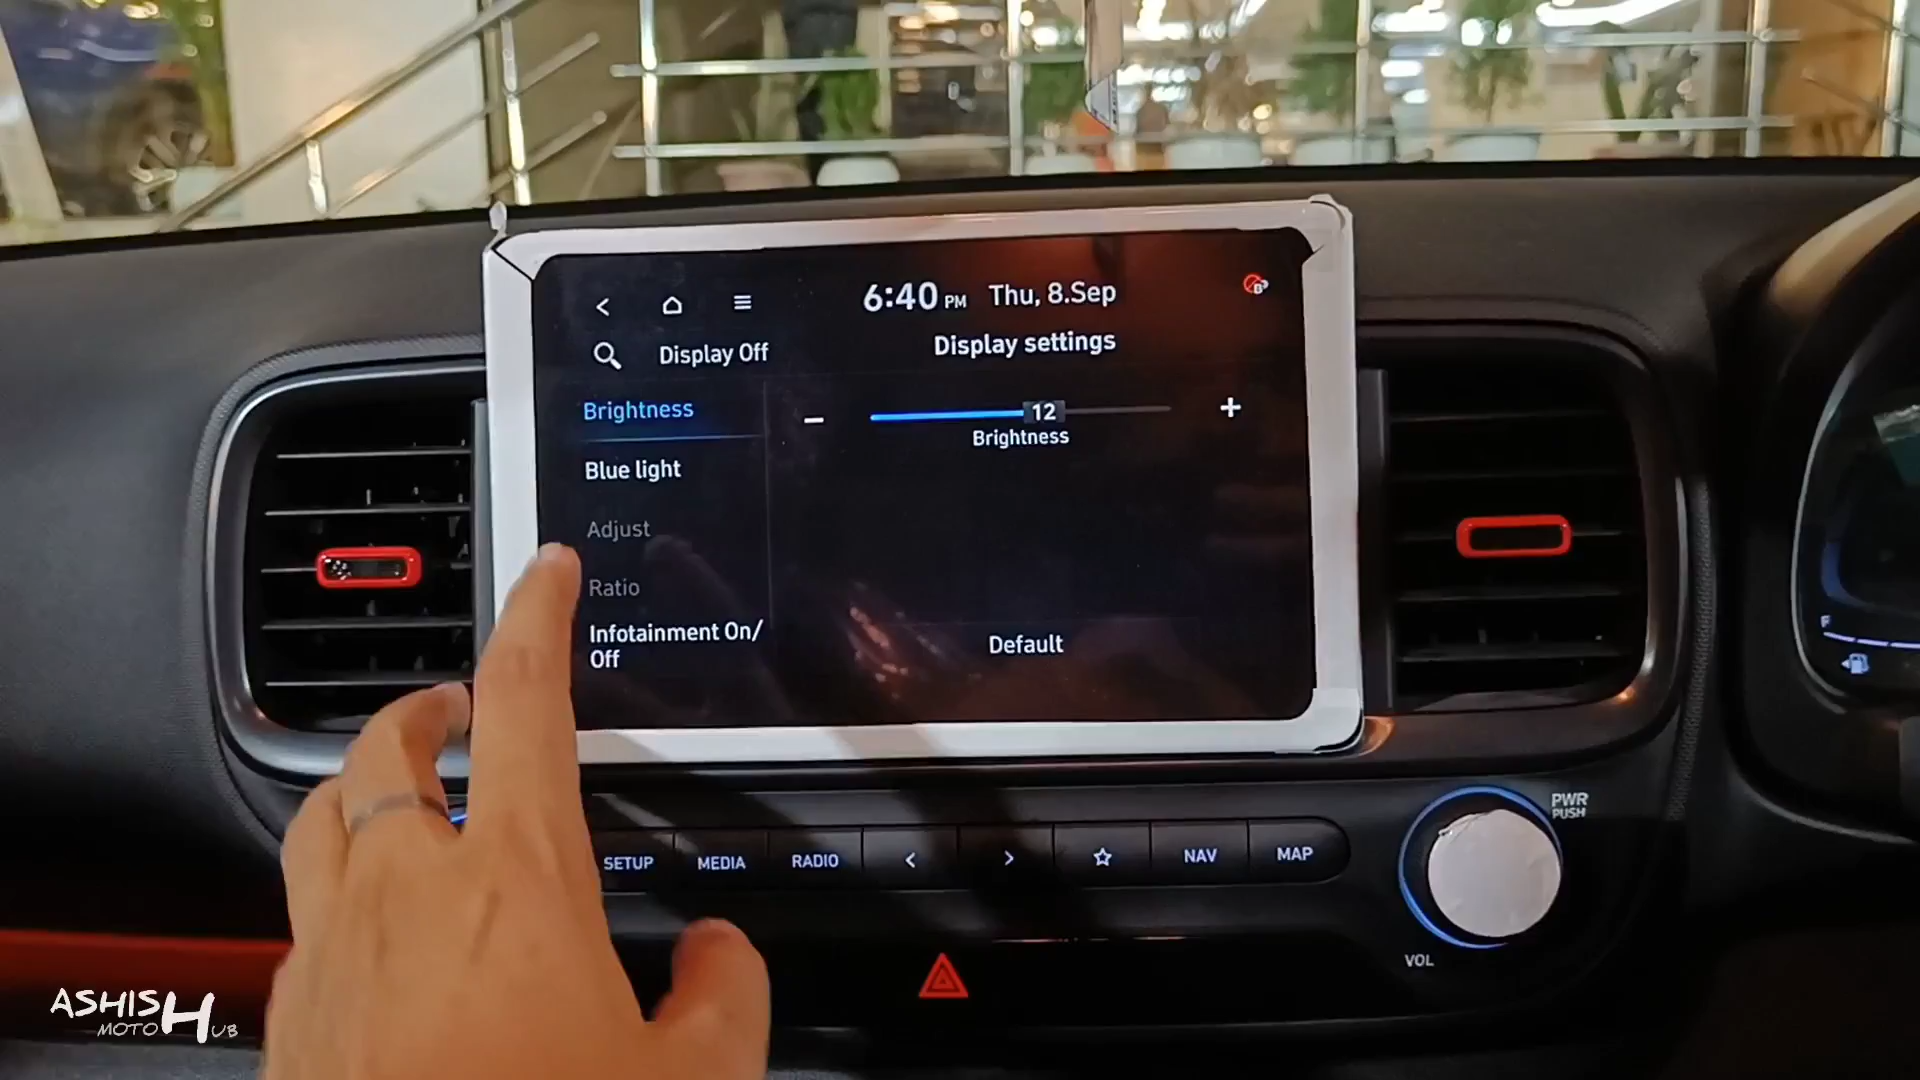 6:40 PM Thu, 8.Sep
Display Off
Display settings
Brightness
12
Brightness
Blue light
Adjust
Ratio
Infotainment On/
Off
Default
F
SETUP
MEDIA
RADIO
NAV
MAP
PWR
PUSH
VOL
ASHISH
MOTO HUB